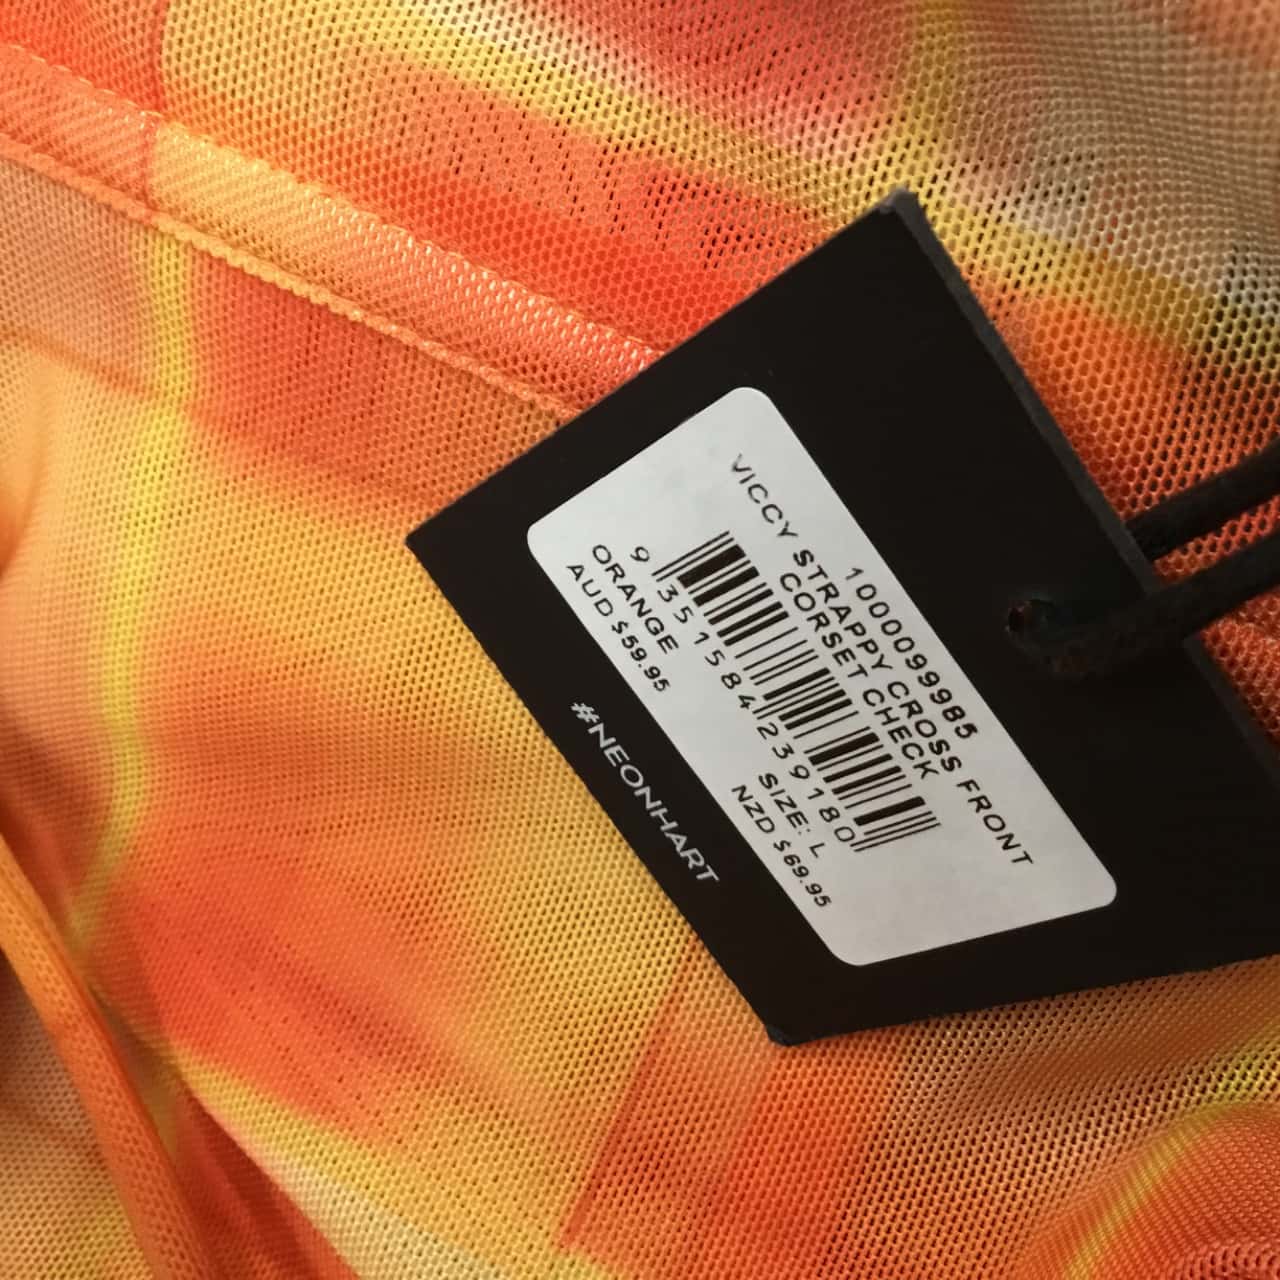 1000099985
VICCY STRAPPY CROSS FRONT
CORSET CHECK
9 351584 239180
ORANGE SIZE: L
AUD $59.95 NZD $69.95
#NEONHART